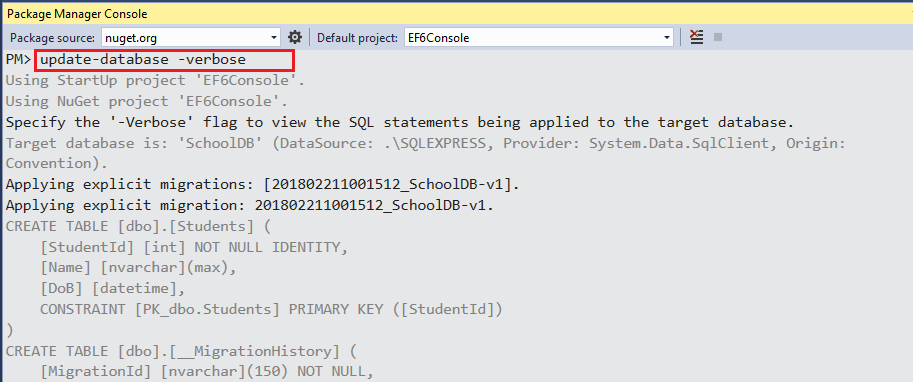 Package Manager Console
Package source: nuget.org Default project: EF6Console
PM> update-database -verbose
Using StartUp project 'EF6Console'.
Using NuGet project 'EF6Console'.
Specify the '-Verbose' flag to view the SQL statements being applied to the target database.
Target database is: 'SchoolDB' (DataSource: .\SQLEXPRESS, Provider: System.Data.SqlClient, Origin:
Convention).
Applying explicit migrations: [201802211001512_SchoolDB-v1].
Applying explicit migration: 201802211001512_SchoolDB-v1.
CREATE TABLE [dbo].[Students] (
    [StudentId] [int] NOT NULL IDENTITY,
    [Name] [nvarchar](max),
    [DoB] [datetime],
    CONSTRAINT [PK_dbo.Students] PRIMARY KEY ([StudentId])
)
CREATE TABLE [dbo].[__MigrationHistory] (
    [MigrationId] [nvarchar](150) NOT NULL,